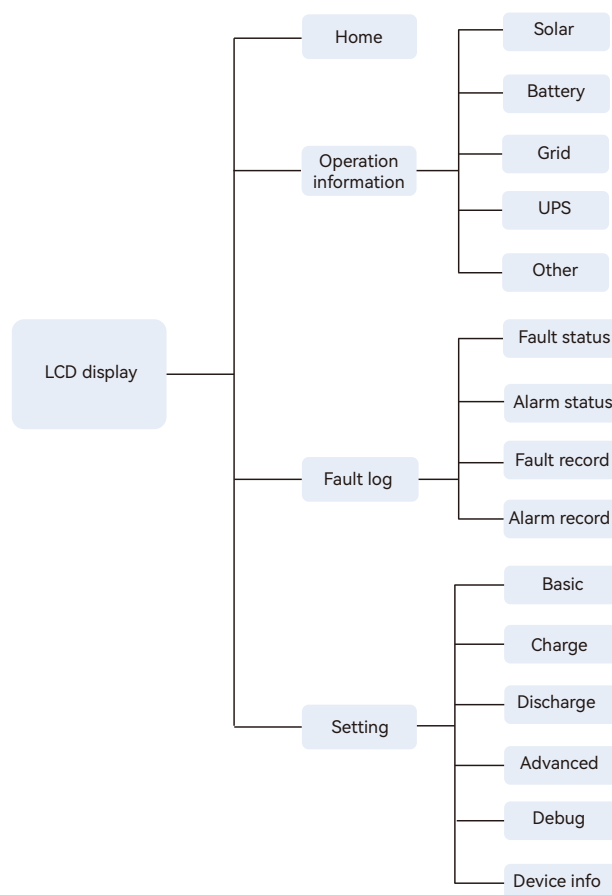 LCD display
Home
Operation
information
Solar
Battery
Grid
UPS
Other
Fault log
Fault status
Alarm status
Fault record
Alarm record
Setting
Basic
Charge
Discharge
Advanced
Debug
Device info